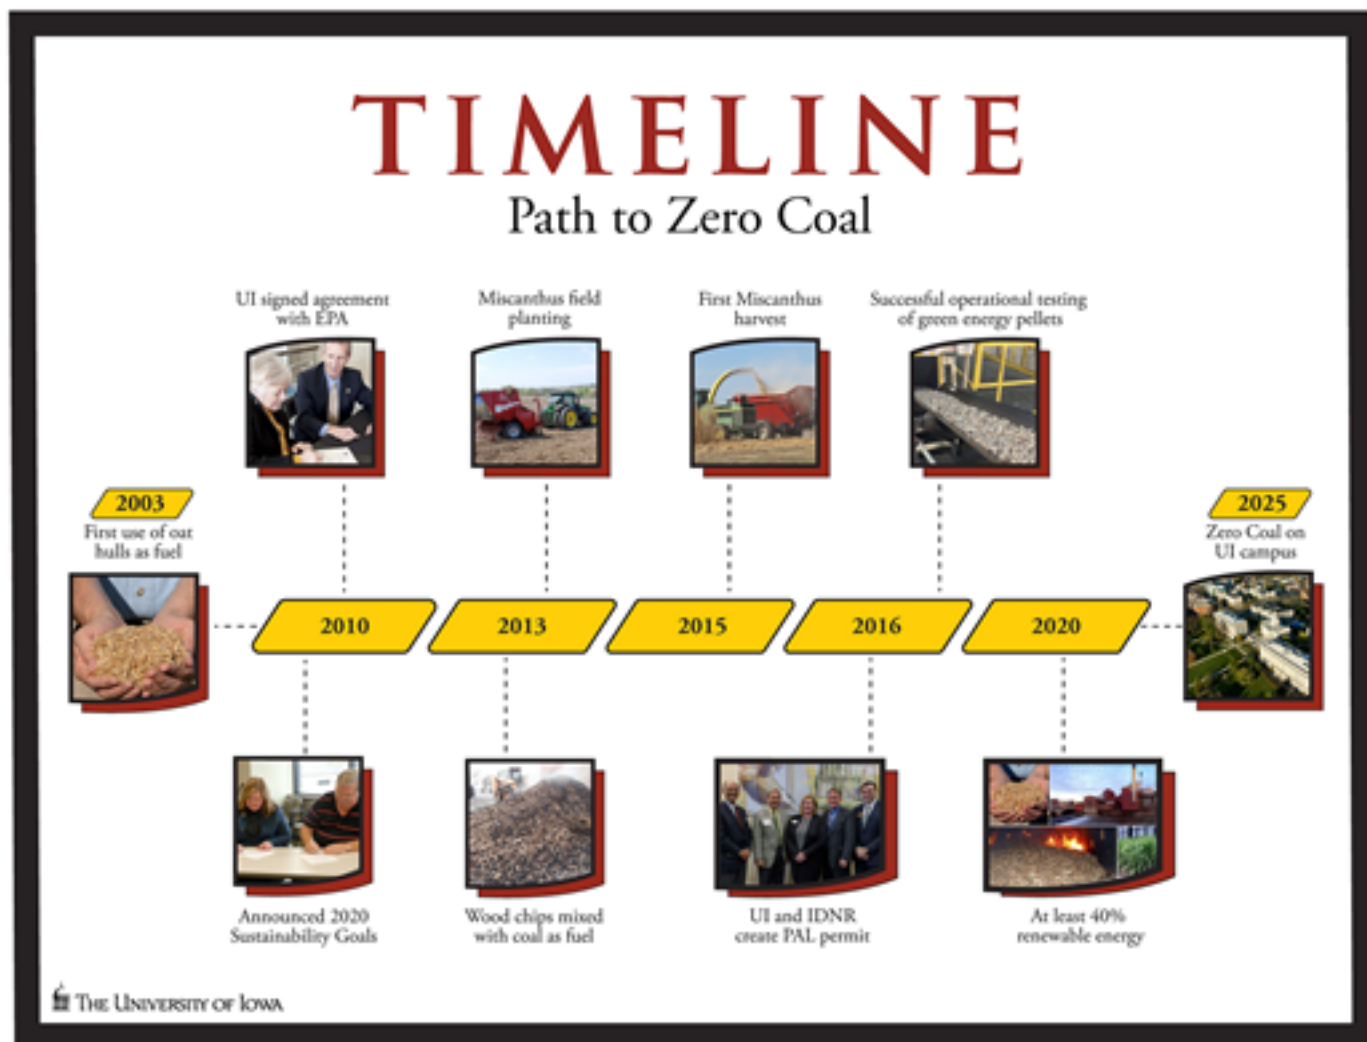 TIMELINE
Path to Zero Coal
UI signed agreement
with EPA
Miscanthus field
planting
First Miscanthus
harvest
Successful operational testing
of green energy pellets
2003
First use of oat
hulls as fuel
2025
Zero Coal on
UI campus
2010
2013
2015
2016
2020
Announced 2020
Sustainability Goals
Wood chips mixed
with coal as fuel
UI and IDNR
create PAL permit
At least 40%
renewable energy
THE UNIVERSITY OF IOWA